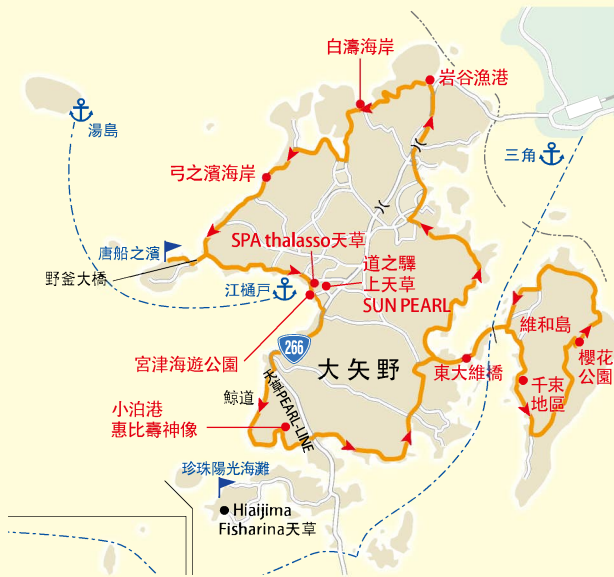 白濤海岸
岩谷漁港
湯島
三角
弓之濱海岸
唐船之濱
SPA thalasso天草
野釜大橋
道之驛
上天草
SUN PEARL
江樋戸
維和島
櫻花
公園
266
宮津海遊公園
大矢野
東大維橋
千束
地區
天草PEARL-LINE
鯨道
小泊港
惠比壽神像
珍珠陽光海灘
Hiaijima
Fisharina天草